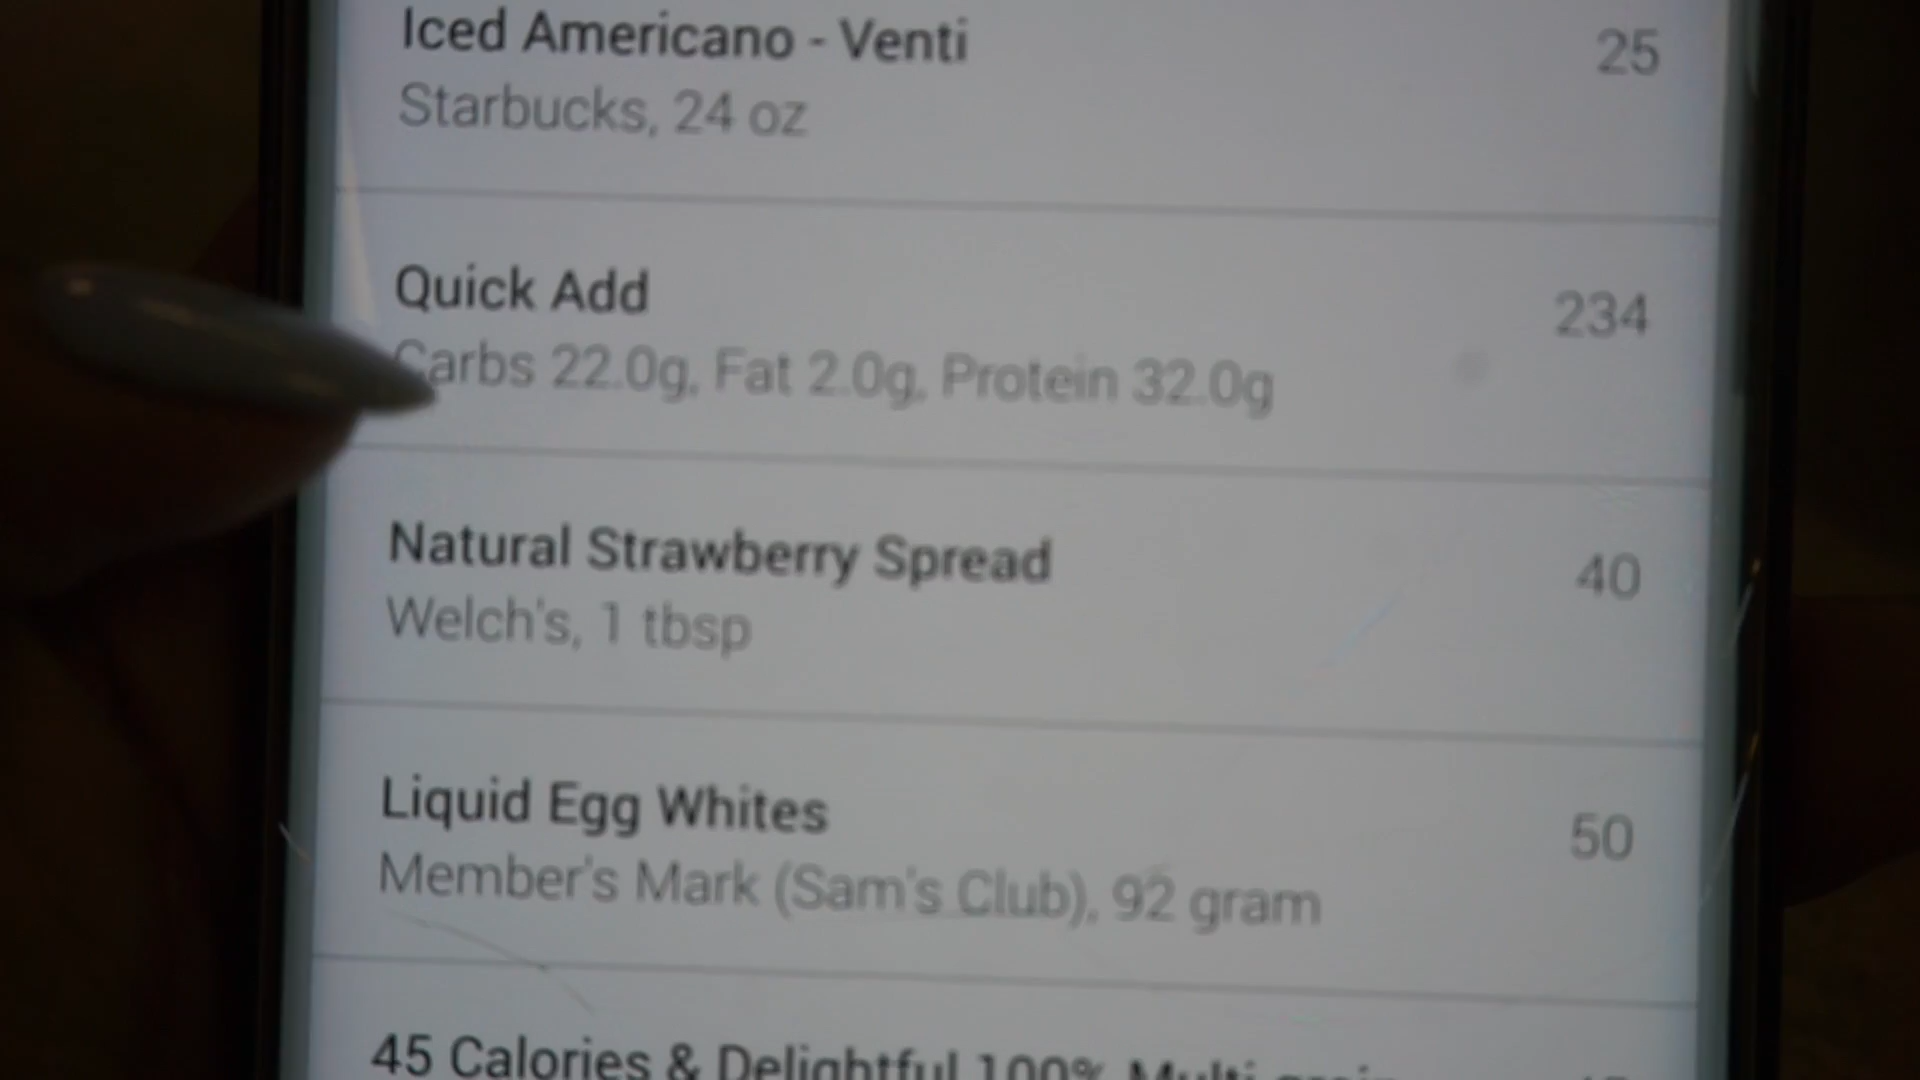 Iced Americano - Venti
25
Starbucks, 24 oz
Quick Add
234
Carbs 22.0g, Fat 2.0g, Protein 32.0g
Natural Strawberry Spread
40
Welch's, 1 tbsp
Liquid Egg Whites
50
Member's Mark (Sam's Club), 92 gram
45 Calories & Delightful 100% Multi-grain